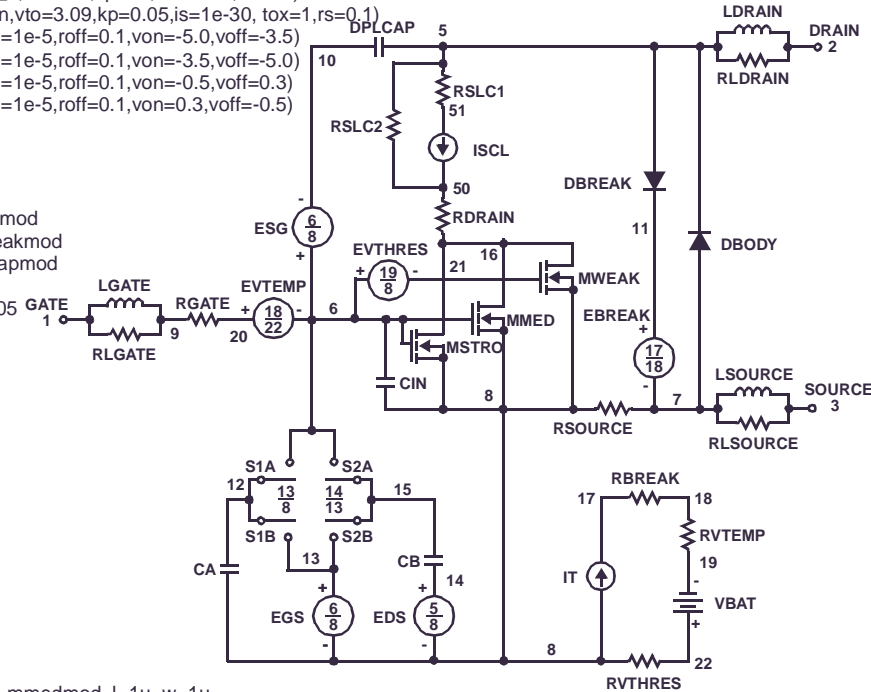 n,vto=3.09,kp=0.05,is=1e-30, tox=1,rs=0.1)
=1e-5,roff=0.1,von=-5.0,voff=-3.5)
=1e-5,roff=0.1,von=-3.5,voff=-5.0)
=1e-5,roff=0.1,von=-0.5,voff=0.3)
=1e-5,roff=0.1,von=0.3,voff=-0.5)
DPLCAP
5
10
LDRAIN
DRAIN
2
RLDRAIN
RSLC1
51
RSLC2
ISCL
50
RDRAIN
DBREAK
11
DBODY
mod
eakmod
apmod
05
ESG
-
6
8
+
EVTHRES
+
19
8
-
21
16
MWEAK
MMED
MSTRO
EBREAK
+
17
18
-
GATE
1
LGATE
RLGATE
9
RGATE
20
EVTEMP
+
18
22
-
6
CIN
8
RSOURCE
7
LSOURCE
SOURCE
3
RLSOURCE
S1A
S2A
12
13
8
14
13
15
S1B
S2B
13
CA
CB
14
+
EGS
6
8
-
+
EDS
5
8
-
RBREAK
17
18
RVTEMP
19
IT
-
VBAT
+
8
22
RVTHRES